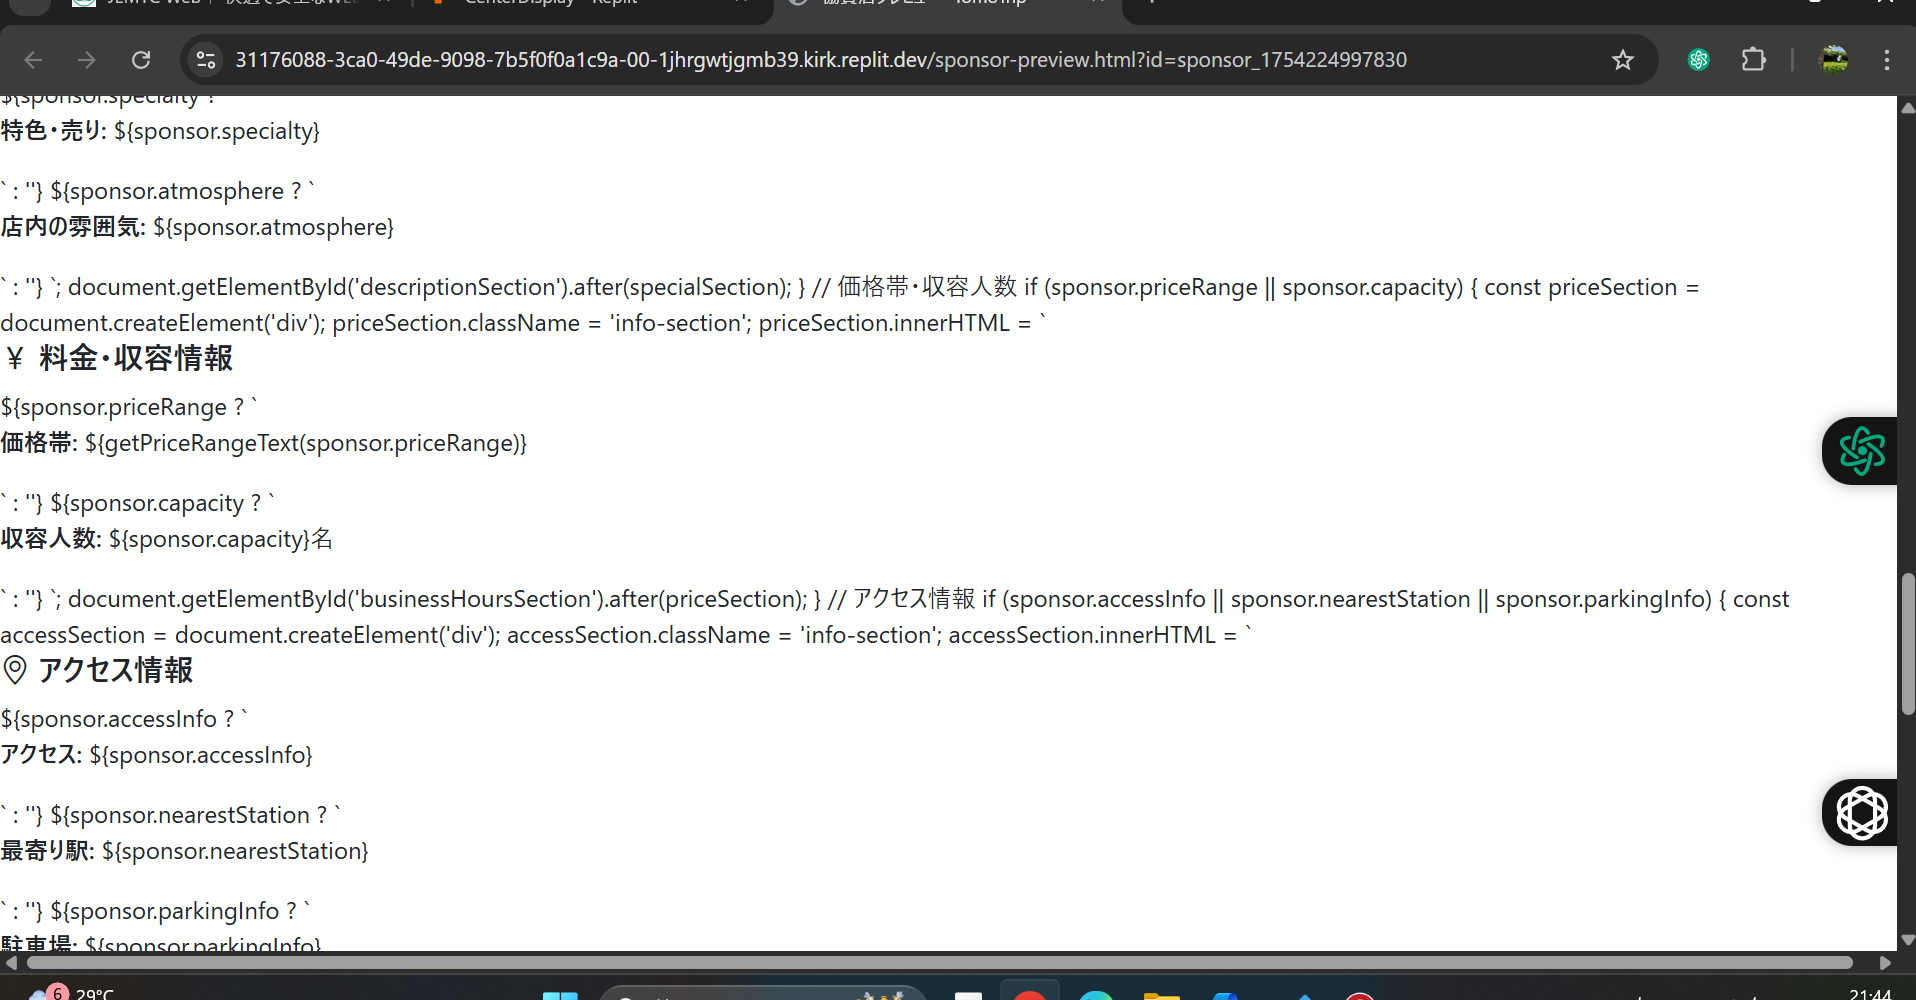 31176088-3ca0-49de-9098-7b5f0f0a1c9a-00-1jhrgwtjgmb39.kirk.replit.dev/sponsor-preview.html?id=sponsor_1754224997830
${sponsor.specialty ? `
特色・売り: ${sponsor.specialty}
` : ''} ${sponsor.atmosphere ? `
店内の雰囲気: ${sponsor.atmosphere}
` : ''} `; document.getElementById('descriptionSection').after(specialSection); } // 価格帯・収容人数 if (sponsor.priceRange || sponsor.capacity) { const priceSection =
document.createElement('div'); priceSection.className = 'info-section'; priceSection.innerHTML = `
¥ 料金・収容情報
${sponsor.priceRange ? `
価格帯: ${getPriceRangeText(sponsor.priceRange)}
` : ''} ${sponsor.capacity ? `
収容人数: ${sponsor.capacity}名
` : ''} `; document.getElementById('businessHoursSection').after(priceSection); } // アクセス情報 if (sponsor.accessInfo || sponsor.nearestStation || sponsor.parkingInfo) { const
accessSection = document.createElement('div'); accessSection.className = 'info-section'; accessSection.innerHTML = `
アクセス情報
${sponsor.accessInfo ? `
アクセス: ${sponsor.accessInfo}
` : ''} ${sponsor.nearestStation ? `
最寄り駅: ${sponsor.nearestStation}
` : ''} ${sponsor.parkingInfo ? `
駐車場: ${sponsor.parkingInfo}
6 29°C
21:44